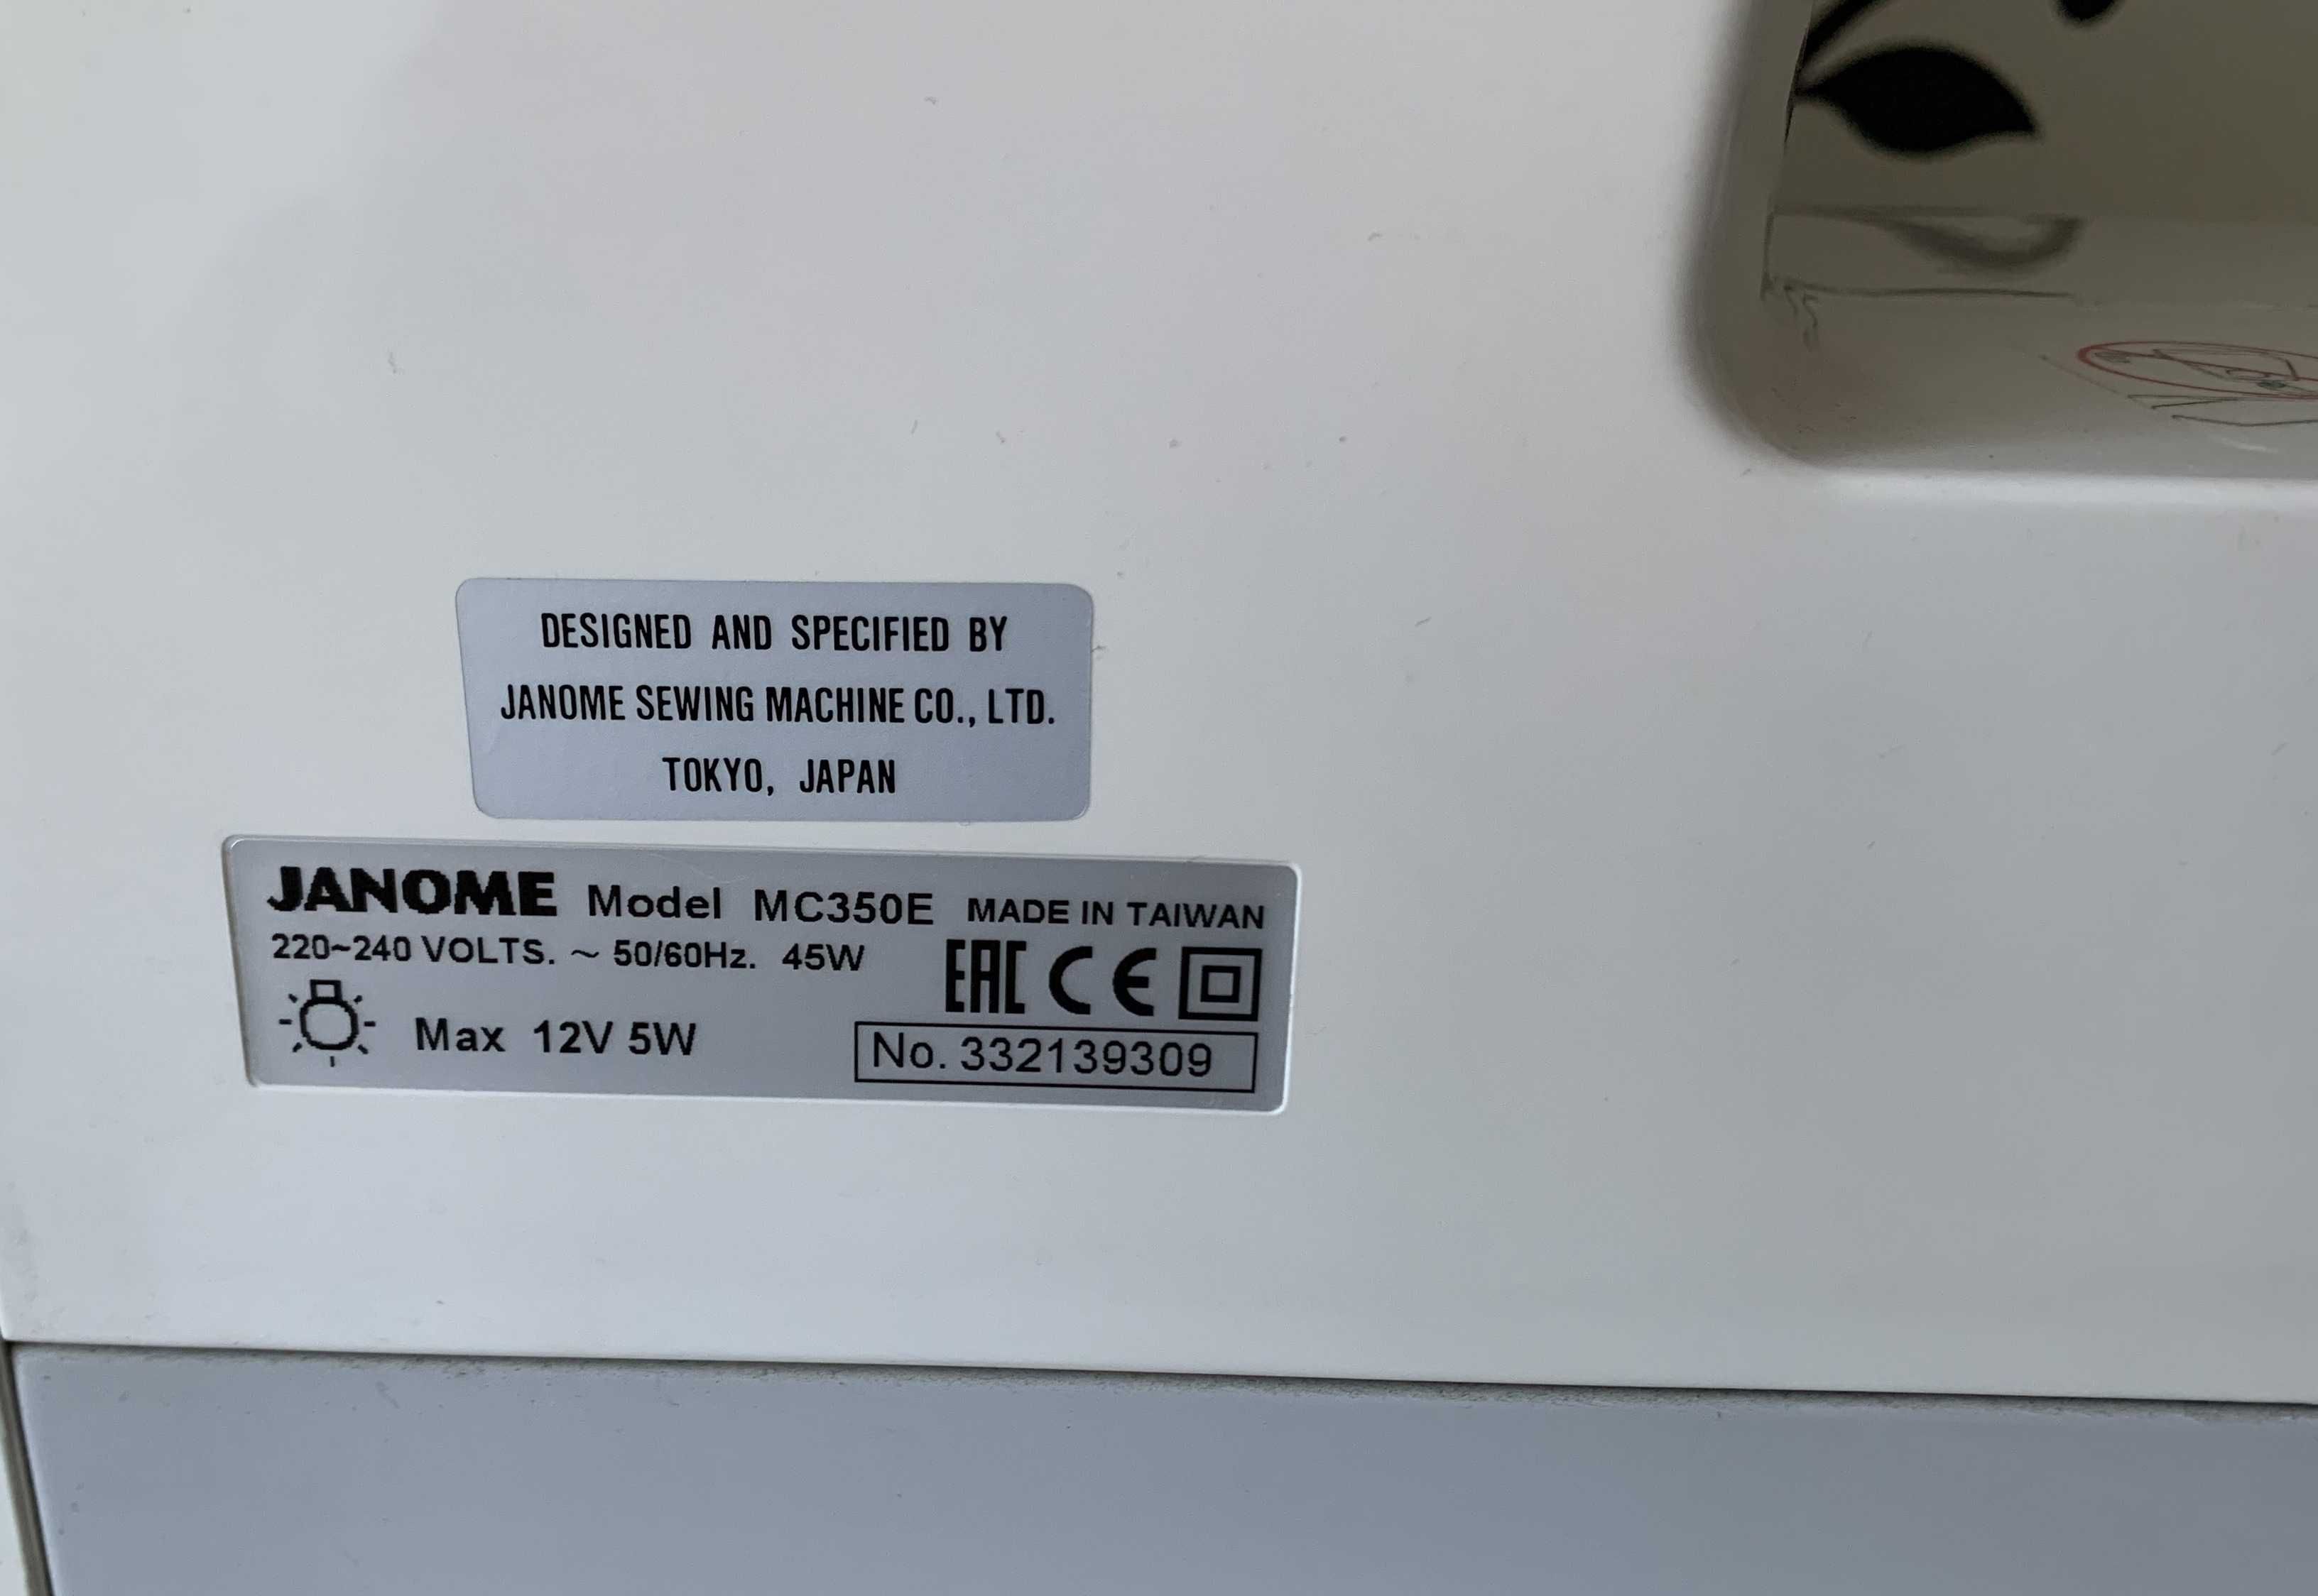 DESIGNED AND SPECIFIED BY
JANOME SEWING MACHINE CO., LTD.
TOKYO, JAPAN
JANOME Model MC350E MADE IN TAIWAN
220~240 VOLTS. ~ 50/60Hz. 45W
EAC CE
Max 12V 5W
No. 332139309